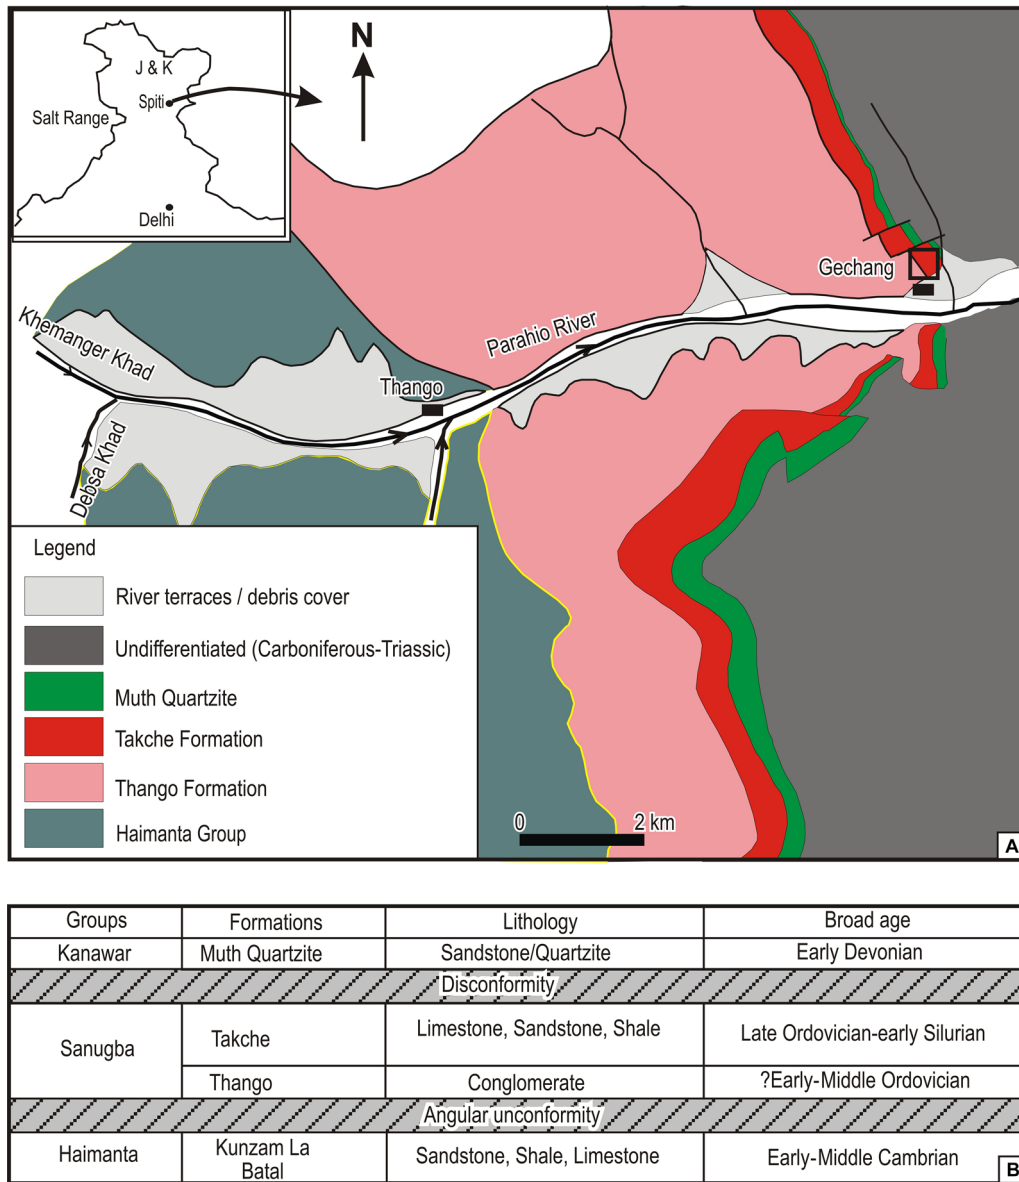 N
J & K
Spiti
Salt Range
Delhi
Gechang
Khemanger Khad
Parahio River
Thango
Debsa Khad
Legend
River terraces / debris cover
Undifferentiated (Carboniferous-Triassic)
Muth Quartzite
Takche Formation
Thango Formation
Haimanta Group
0 2 km
A
Groups Formations Lithology Broad age
Kanawar Muth Quartzite Sandstone/Quartzite Early Devonian
Disconformity
Sanugba Takche Limestone, Sandstone, Shale Late Ordovician-early Silurian
Thango Conglomerate ?Early-Middle Ordovician
Angular unconformity
Haimanta Kunzam La Sandstone, Shale, Limestone Early-Middle Cambrian
Batal
B